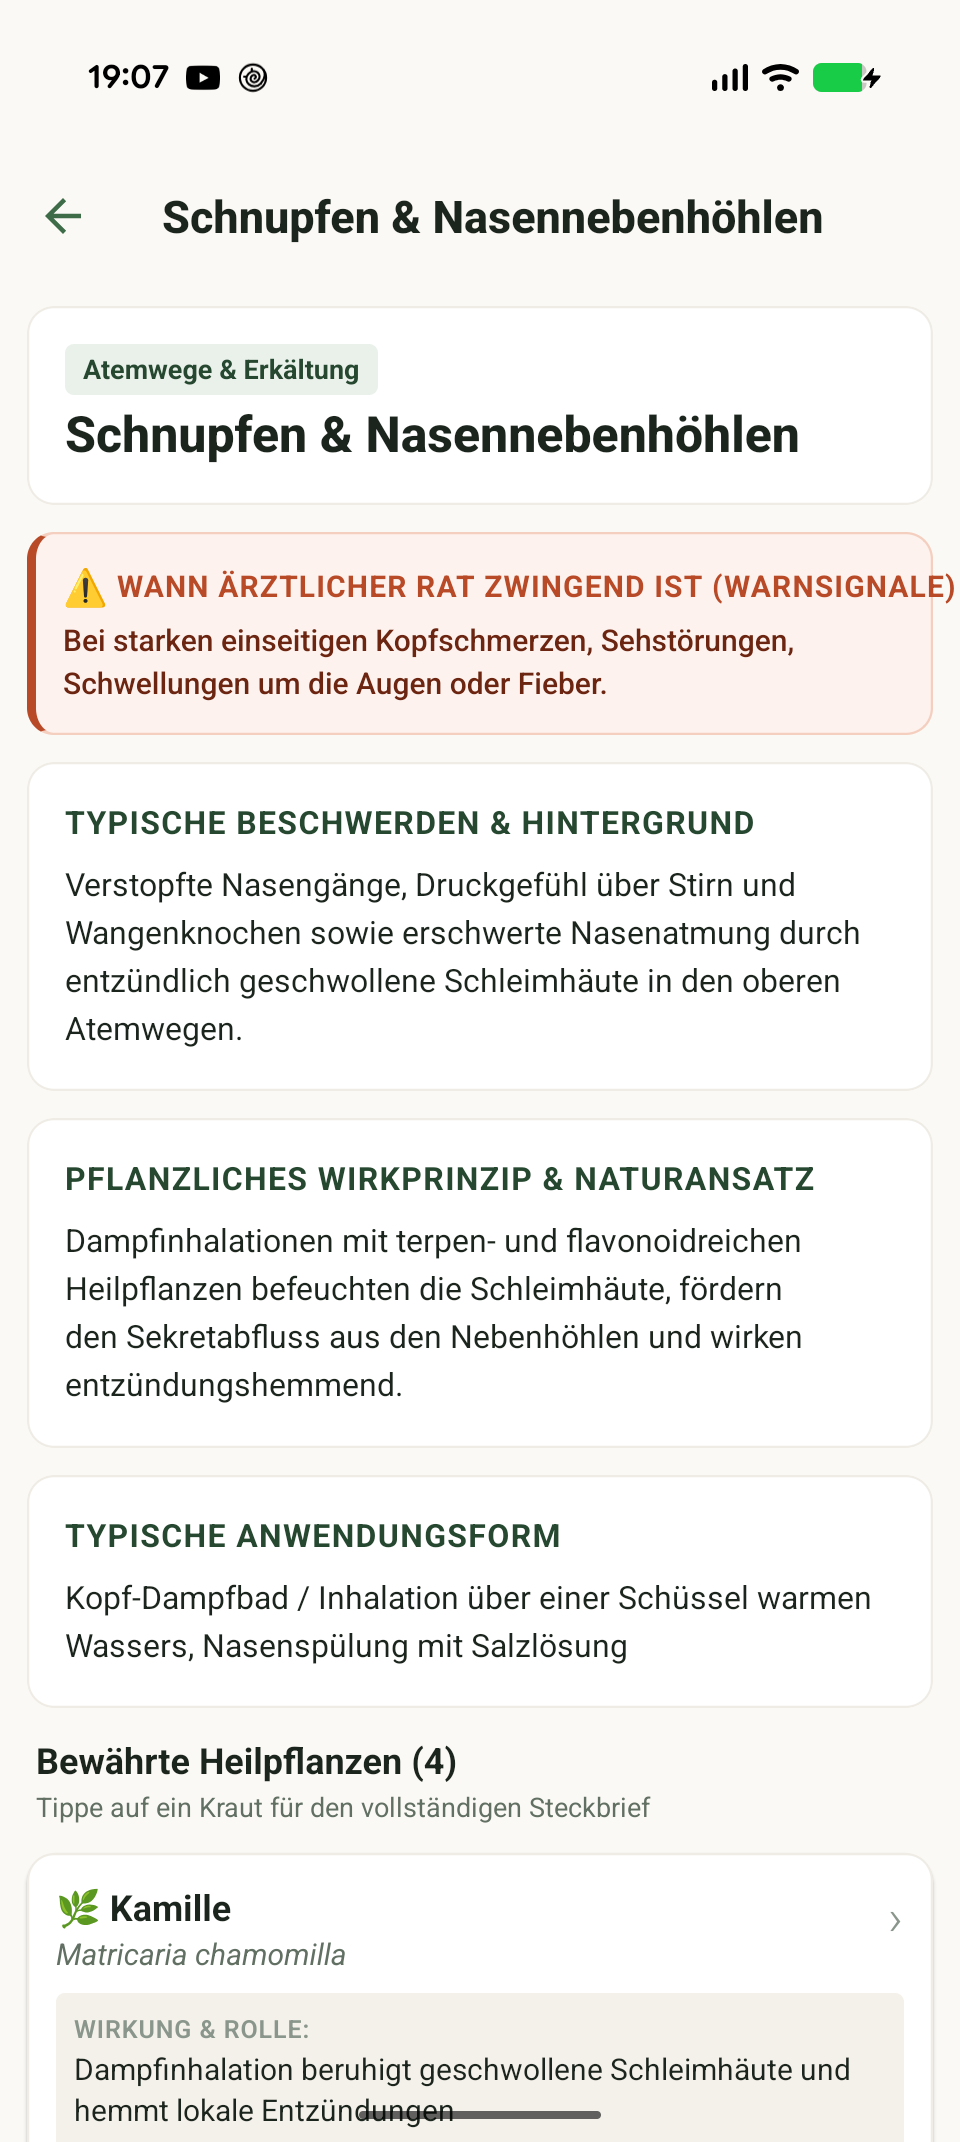 19:07
Schnupfen & Nasennebenhöhlen
Atemwege & Erkältung
Schnupfen & Nasennebenhöhlen
⚠️ WANN ÄRZTLICHER RAT ZWINGEND IST (WARNSIGNALE)
Bei starken einseitigen Kopfschmerzen, Sehstörungen,
Schwellungen um die Augen oder Fieber.
TYPISCHE BESCHWERDEN & HINTERGRUND
Verstopfte Nasengänge, Druckgefühl über Stirn und
Wangenknochen sowie erschwerte Nasenatmung durch
entzündlich geschwollene Schleimhäute in den oberen
Atemwegen.
PFLANZLICHES WIRKPRINZIP & NATURANSATZ
Dampfinhalationen mit terpen- und flavonoidreichen
Heilpflanzen befeuchten die Schleimhäute, fördern
den Sekretabfluss aus den Nebenhöhlen und wirken
entzündungshemmend.
TYPISCHE ANWENDUNGSFORM
Kopf-Dampfbad / Inhalation über einer Schüssel warmen
Wassers, Nasenspülung mit Salzlösung
Bewährte Heilpflanzen (4)
Tippe auf ein Kraut für den vollständigen Steckbrief
🌿 Kamille
Matricaria chamomilla
WIRKUNG & ROLLE:
Dampfinhalation beruhigt geschwollene Schleimhäute und
hemmt lokale Entzündungen